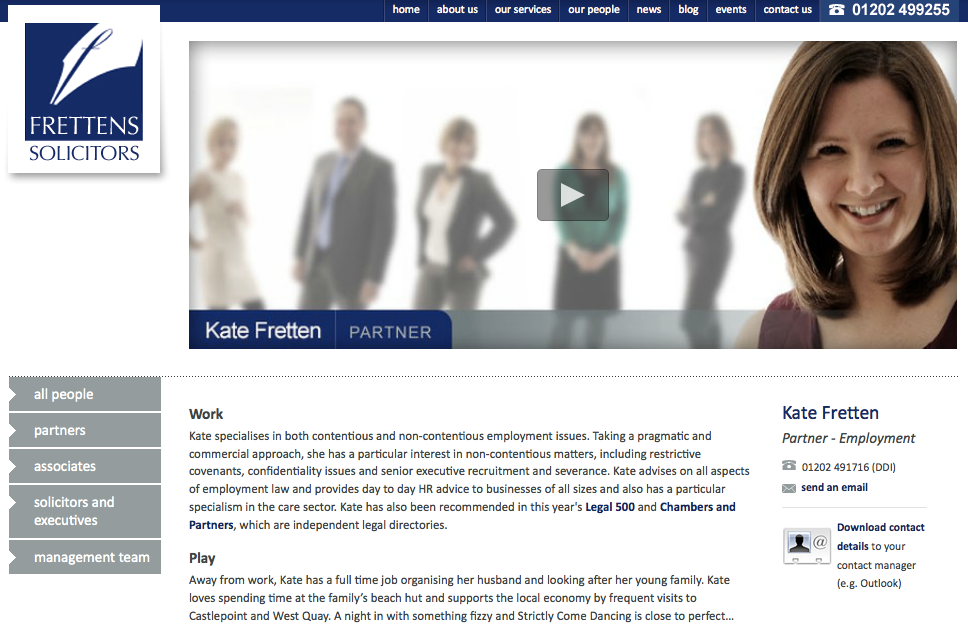 home about us our services our people news blog events contact us 01202 499255
FRETTENS
SOLICITORS
Kate Fretten PARTNER
all people
partners
associates
solicitors and
executives
management team
Work
Kate specialises in both contentious and non-contentious employment issues. Taking a pragmatic and
commercial approach, she has a particular interest in non-contentious matters, including restrictive
covenants, confidentiality issues and senior executive recruitment and severance. Kate advises on all aspects
of employment law and provides day to day HR advice to businesses of all sizes and also has a particular
specialism in the care sector. Kate has also been recommended in this year's Legal 500 and Chambers and
Partners, which are independent legal directories.
Play
Away from work, Kate has a full time job organising her husband and looking after her young family. Kate
loves spending time at the family's beach hut and supports the local economy by frequent visits to
Castlepoint and West Quay. A night in with something fizzy and Strictly Come Dancing is close to perfect...
Kate Fretten
Partner - Employment
01202 491716 (DDI)
send an email
@
Download contact
details to your
contact manager
(e.g. Outlook)